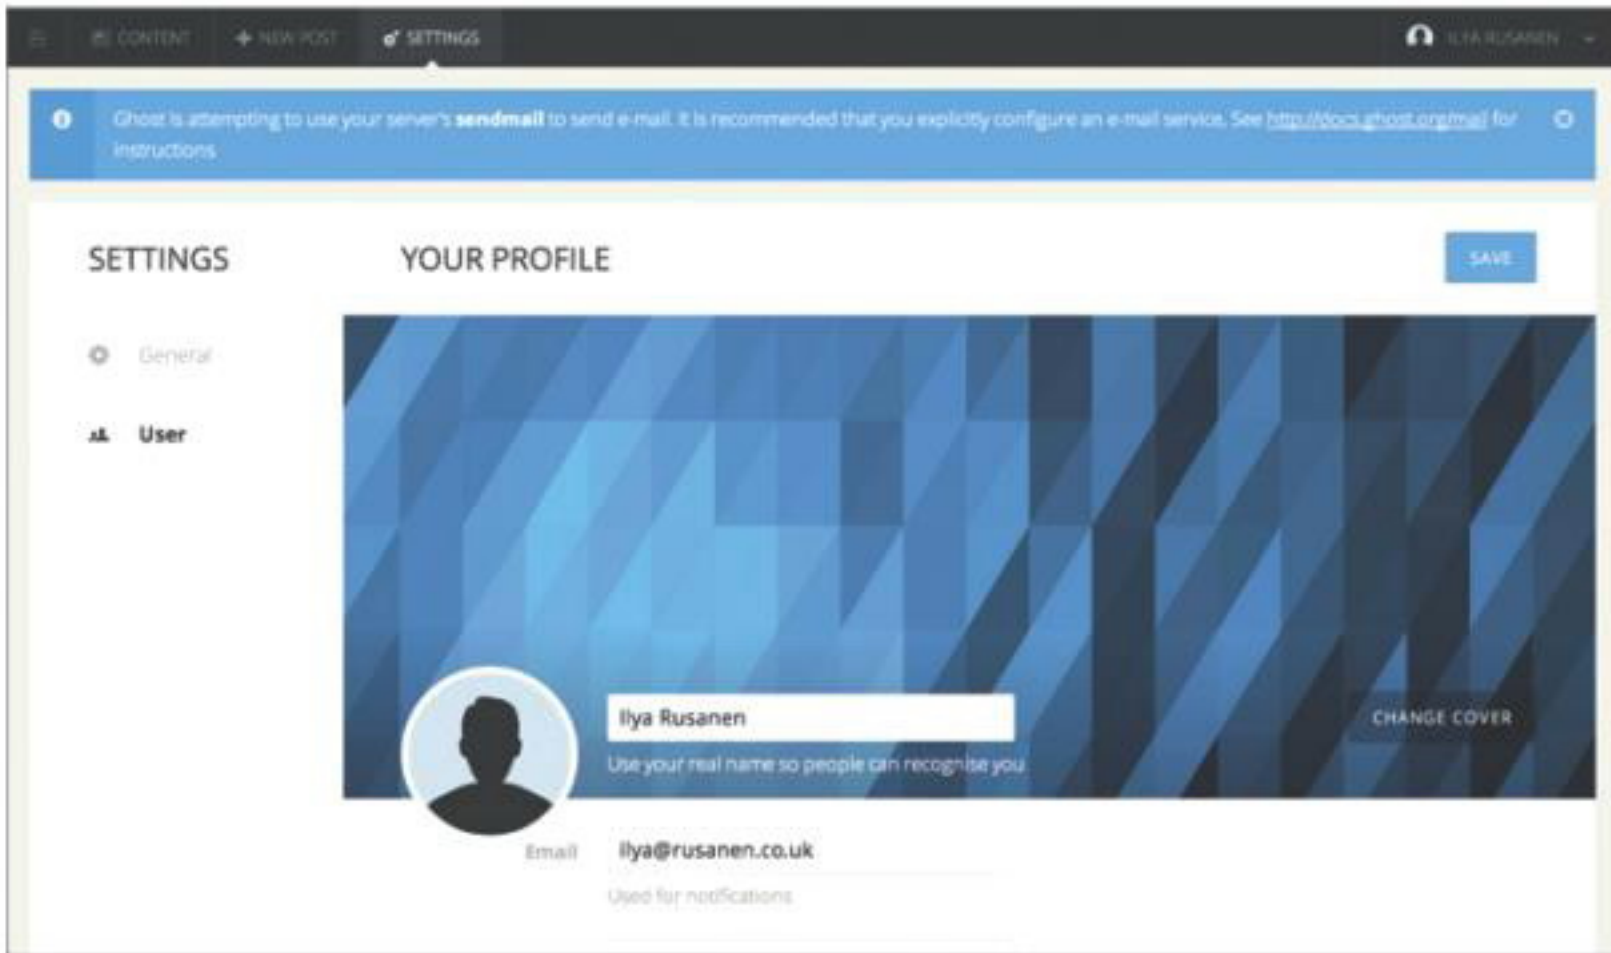 CONTENT NEW POST SETTINGS ILYA RUSANEN
Ghost is attempting to use your server's sendmail to send e-mail. It is recommended that you explicitly configure an e-mail service. See http://docs.ghost.org/mail for
instructions
SETTINGS
YOUR PROFILE
SAVE
General
User
Ilya Rusanen
Use your real name so people can recognise you
CHANGE COVER
Email ilya@rusanen.co.uk
Used for notifications